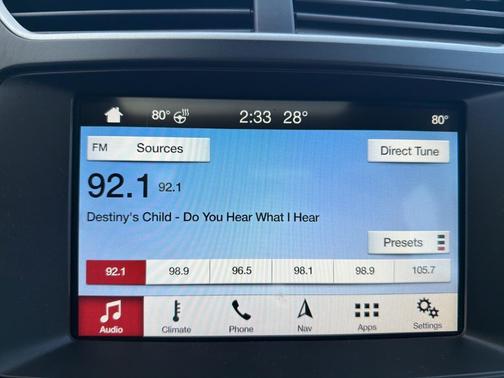 80° 2:33 28° 80°
FM Sources Direct Tune
92.1 92.1
Destiny's Child - Do You Hear What I Hear
Presets
92.1 98.9 96.5 98.1 98.9 105.7
Audio Climate Phone Nav Apps Settings